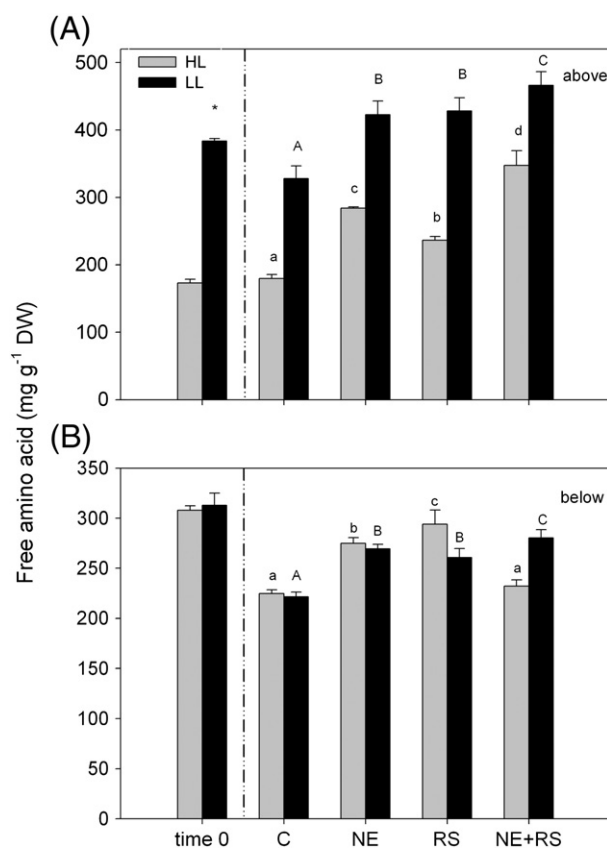 (A)
500
HL
LL
above
400
300
200
100
0
*
a
A
c
B
b
B
d
C
Free amino acid (mg g⁻¹ DW)
(B)
350
below
300
250
200
150
100
50
0
a
A
b
B
c
B
a
C
time 0 C NE RS NE+RS